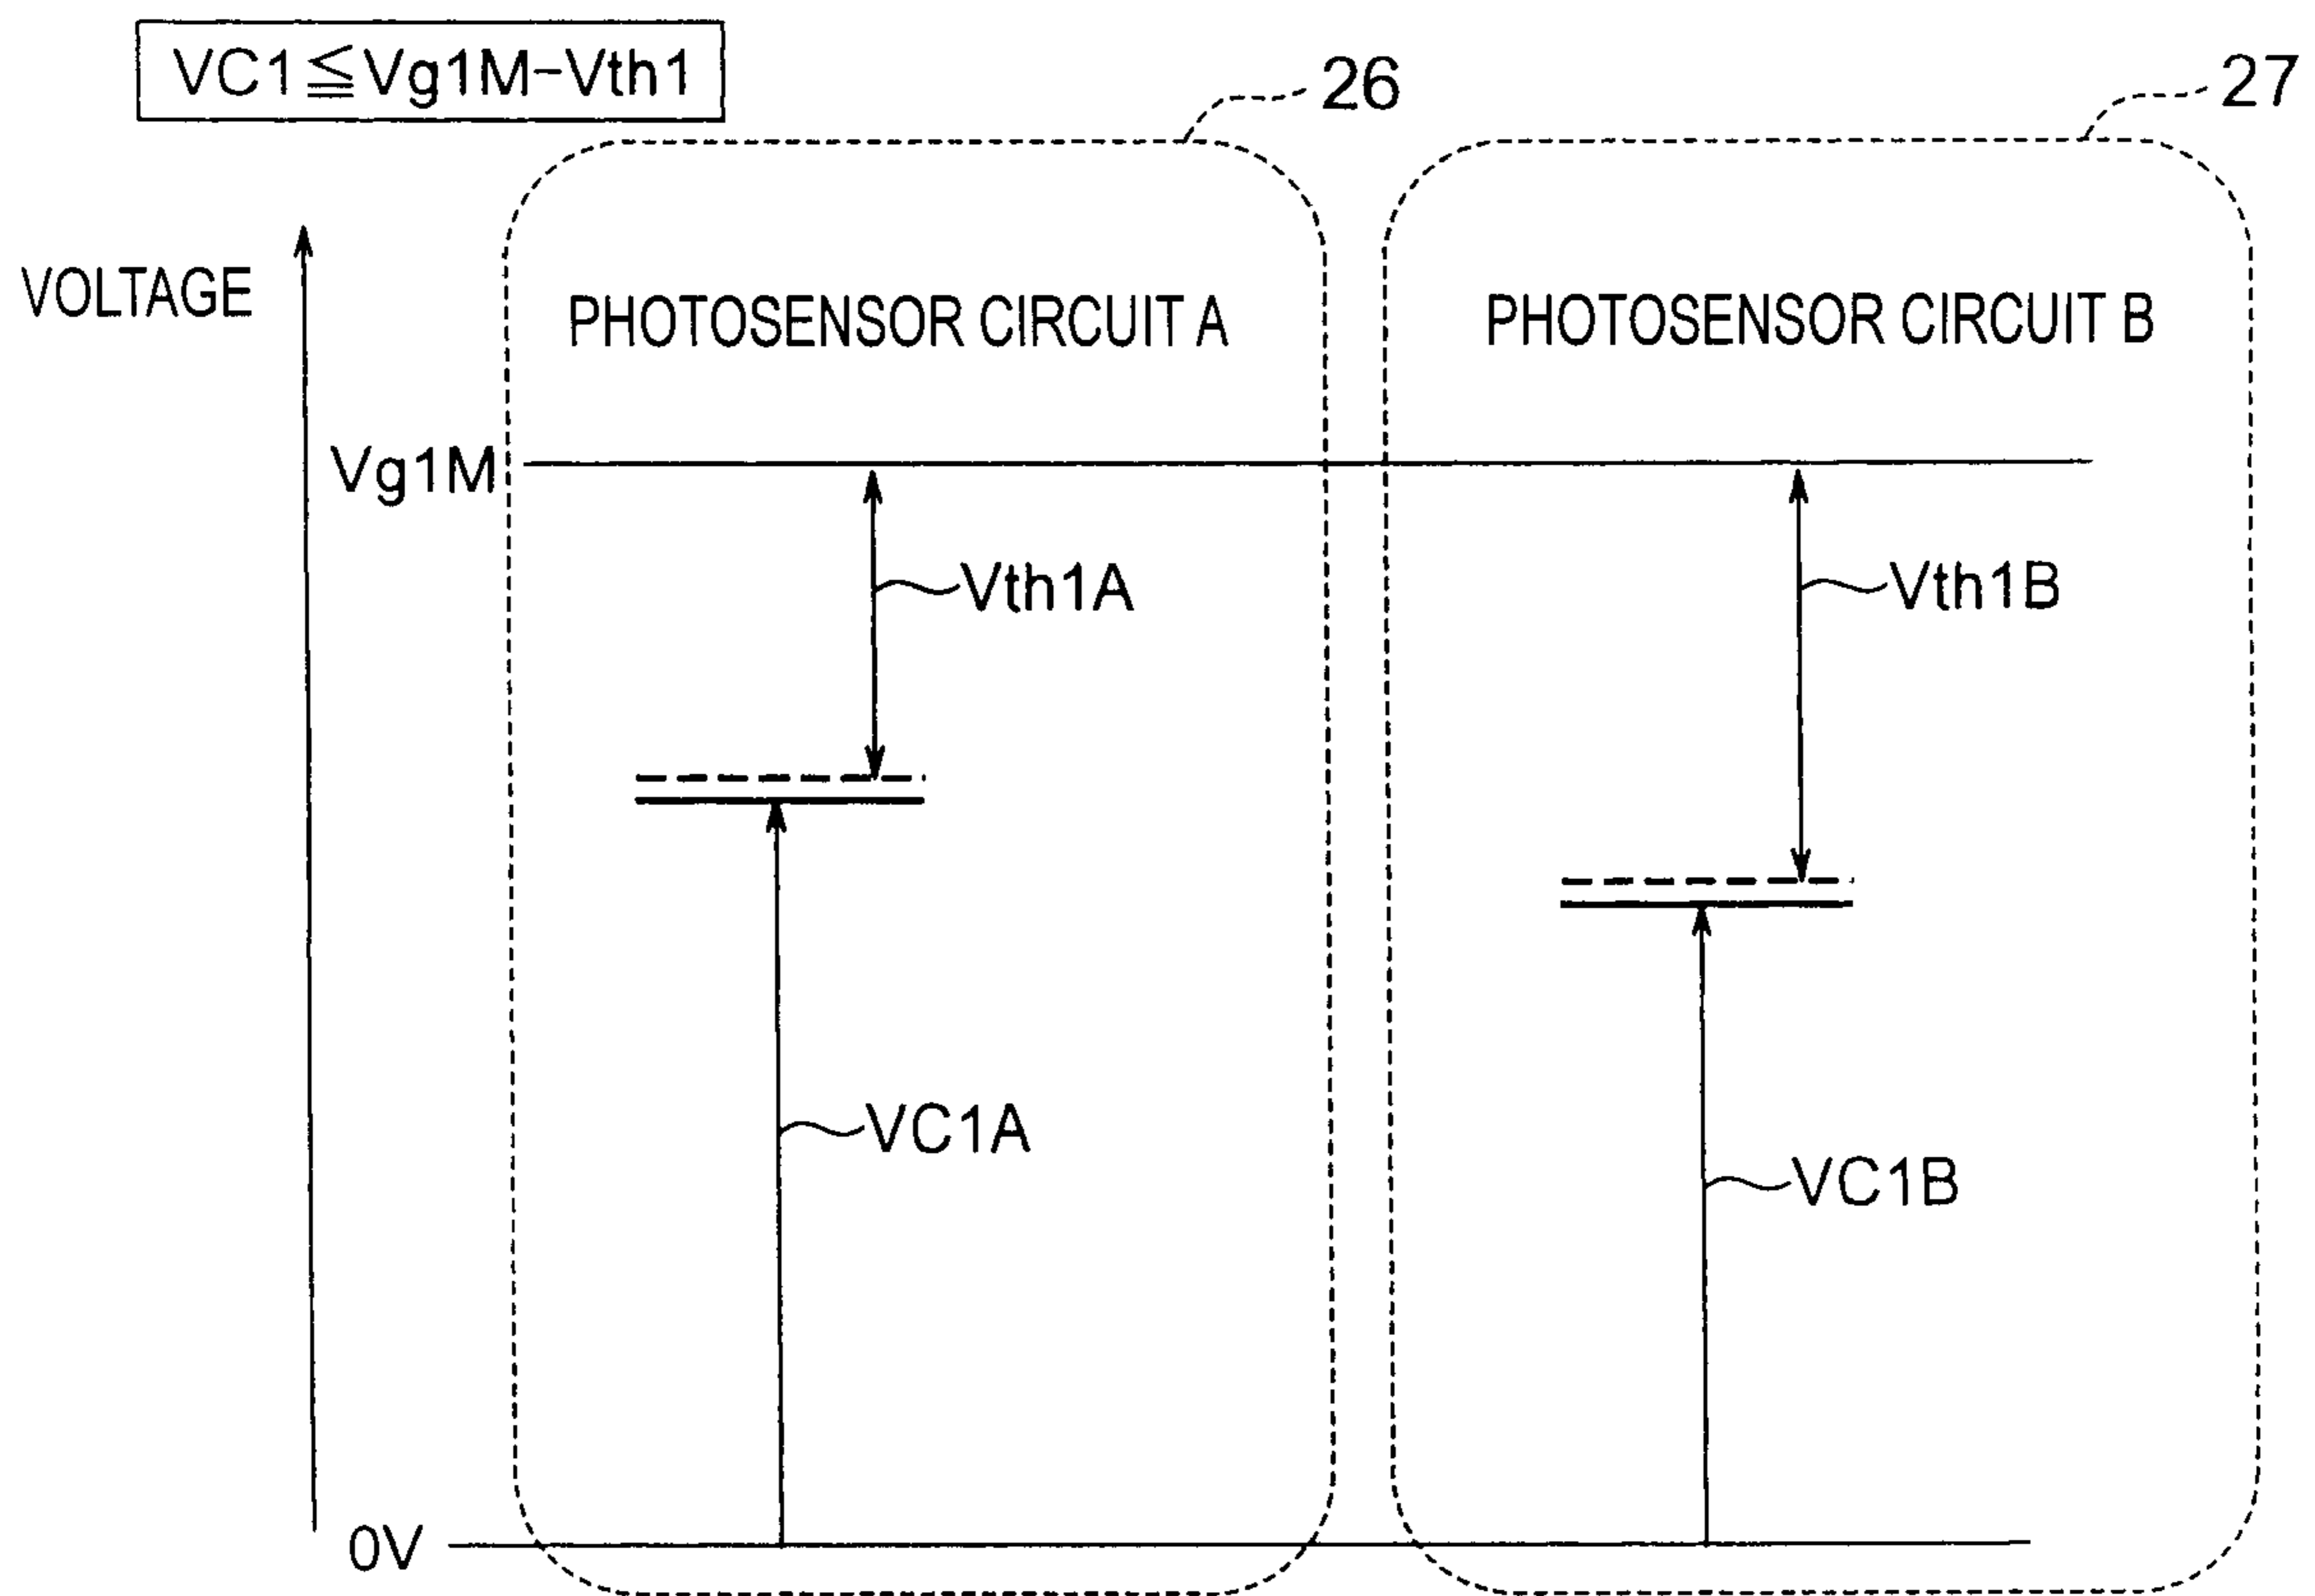 VC1≦Vg1M-Vth1
26
27
VOLTAGE
PHOTOSENSOR CIRCUIT A
PHOTOSENSOR CIRCUIT B
Vg1M
Vth1A
Vth1B
VC1A
VC1B
0V